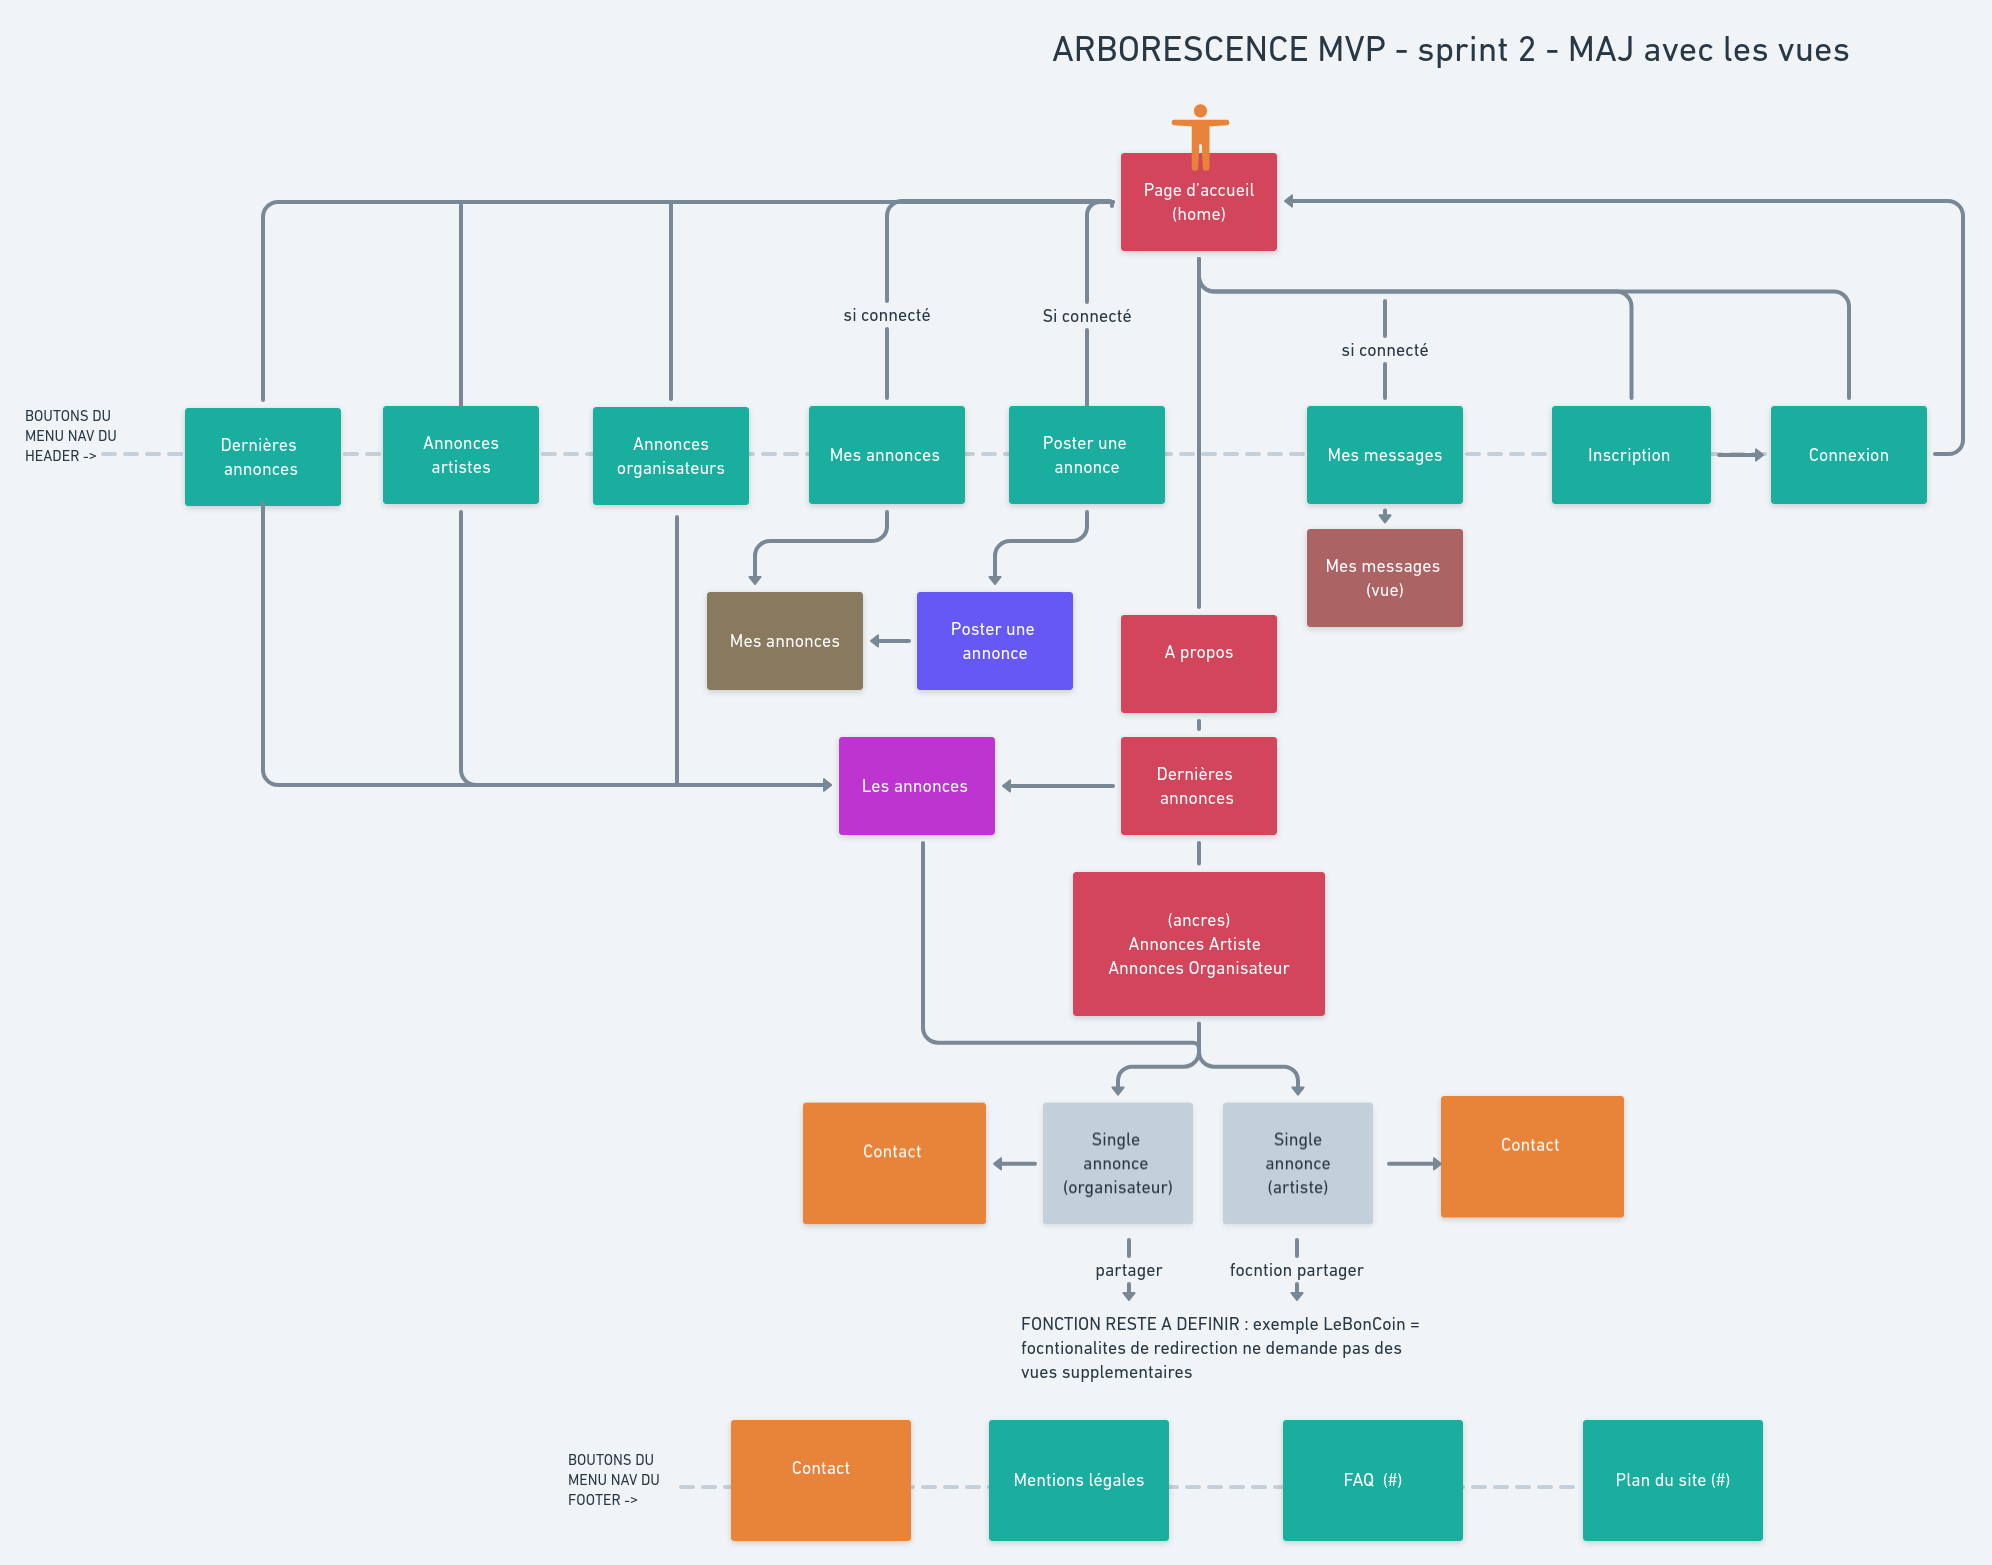 ARBORESCENCE MVP - sprint 2 - MAJ avec les vues
Page d'accueil
(home)
si connecté
Si connecté
si connecté
BOUTONS DU
MENU NAV DU
HEADER ->
Dernières
annonces
Annonces
artistes
Annonces
organisateurs
Mes annonces
Poster une
annonce
Mes messages
Inscription
Connexion
Mes messages
(vue)
Mes annonces
Poster une
annonce
A propos
Les annonces
Dernières
annonces
(ancres)
Annonces Artiste
Annonces Organisateur
Contact
Single
annonce
(organisateur)
Single
annonce
(artiste)
Contact
partager
focntion partager
FONCTION RESTE A DEFINIR : exemple LeBonCoin =
focntionalites de redirection ne demande pas des
vues supplementaires
BOUTONS DU
MENU NAV DU
FOOTER ->
Contact
Mentions légales
FAQ (#)
Plan du site (#)